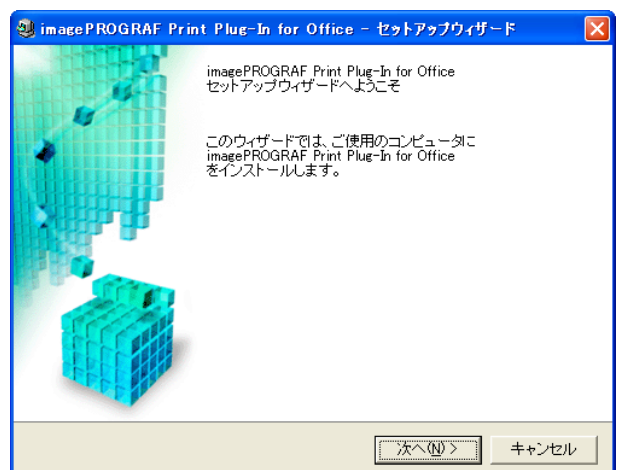 imagePROGRAF Print Plug-In for Office - セットアップウィザード
imagePROGRAF Print Plug-In for Office
セットアップウィザードへようこそ
このウィザードでは、ご使用のコンピュータに
imagePROGRAF Print Plug-In for Office
をインストールします。
次へ(N) >
キャンセル